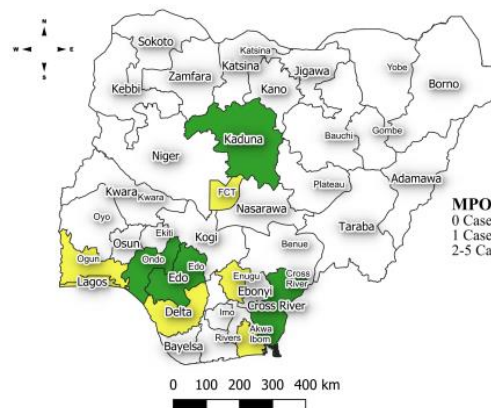 N
W E
S
Sokoto
Katsina
Katsina
Zamfara
Jigawa
Yobe
Borno
Kebbi
Kano
Kaduna
Bauchi
Gombe
Niger
Adamawa
FCT
Plateau
Kwara
Kwara
Nasarawa
Taraba
MPO
0 Case
1 Case
2-5 Ca
Oyo
Ekiti
Kogi
Osun
Benue
Ogun
Ondo
Edo
Edo
Enugu
Cross
River
Lagos
Ebonyi
Cross River
Delta
Imo
Akwa
Ibom
Rivers
Bayelsa
0 100 200 300 400 km